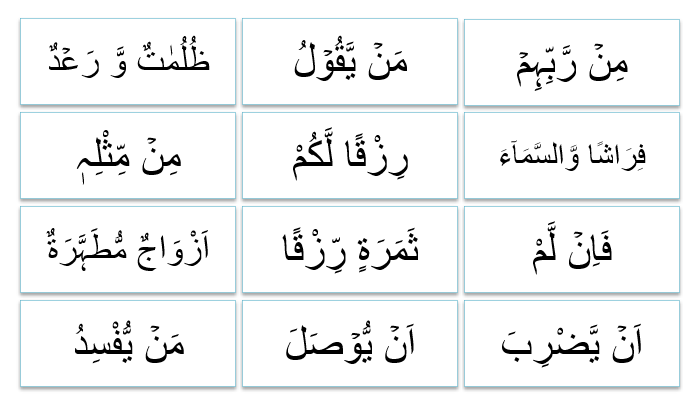 مِنۡ رَّبِّہِمۡ
مَنۡ یَّقُوۡلُ
ظُلُمٰتٌ وَّ رَعۡدٌ
فِرَاشًا وَّالسَّمَآءَ
رِزْقًا لَّکُمْ
مِنۡ مِّثْلِہٖ
فَاِنۡ لَّمْ
ثَمَرَةٍ رِّزْقًا
اَزْوَاجٌ مُّطَہَّرَةٌ
اَنۡ یَّضْرِبَ
اَنۡ یُّوۡصَلَ
مَنۡ یُّفْسِدُ